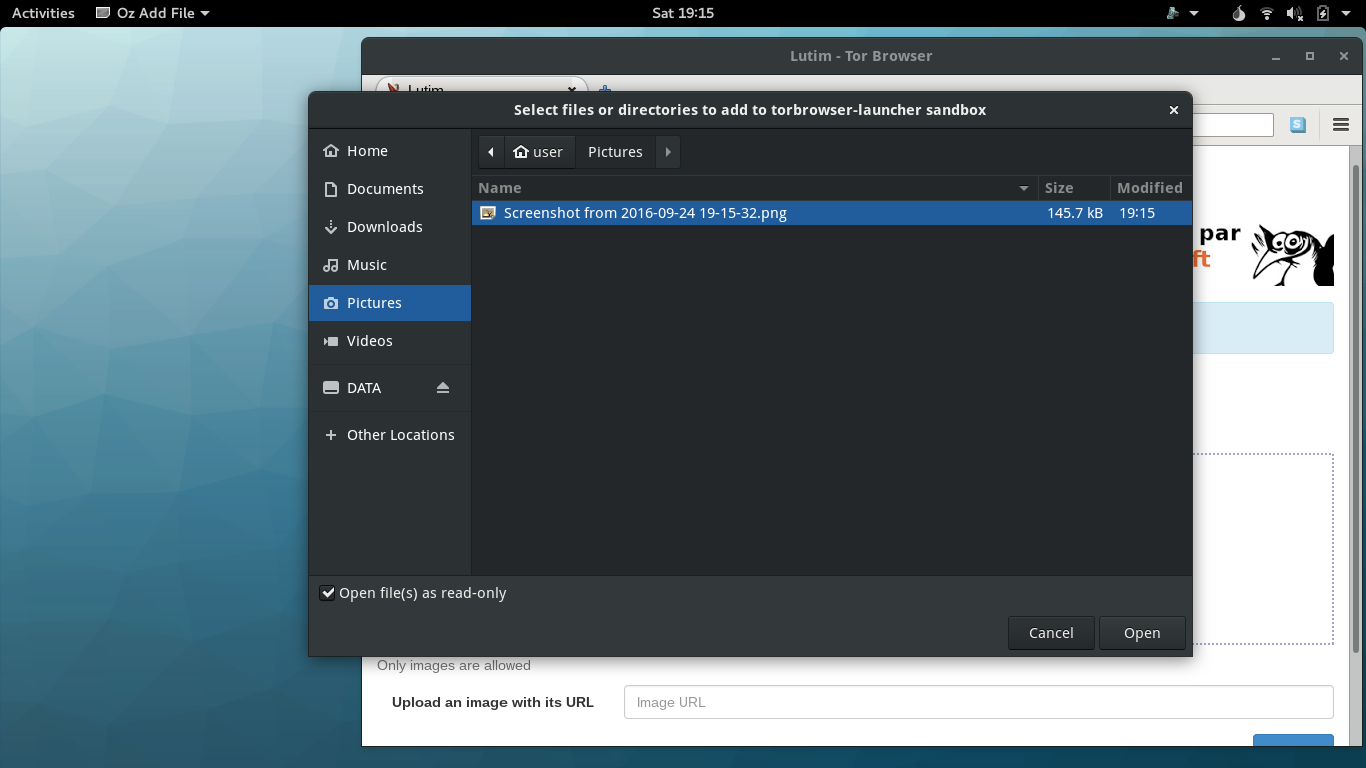 Activities Oz Add File Sat 19:15
Lutim - Tor Browser
Lutim
Select files or directories to add to torbrowser-launcher sandbox
Home
Documents
Downloads
Music
Pictures
Videos
DATA
Other Locations
user Pictures
Name Size Modified
Screenshot from 2016-09-24 19-15-32.png 145.7 kB 19:15
par
ft
Open file(s) as read-only
Cancel Open
Only images are allowed
Upload an image with its URL Image URL